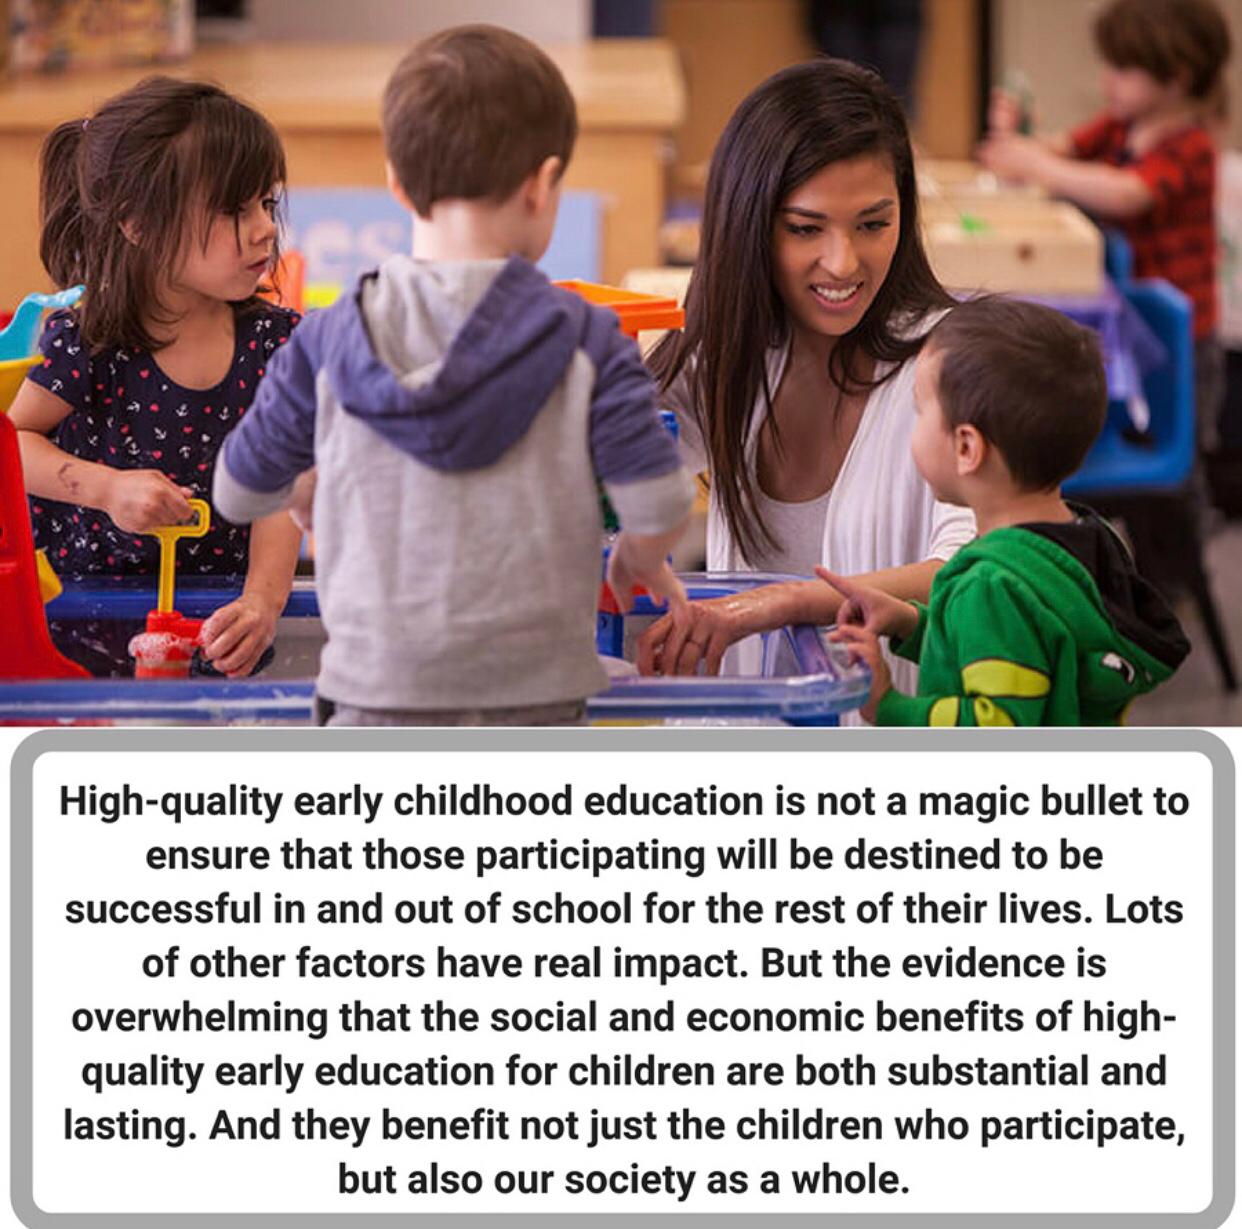 High-quality early childhood education is not a magic bullet to
ensure that those participating will be destined to be
successful in and out of school for the rest of their lives. Lots
of other factors have real impact. But the evidence is
overwhelming that the social and economic benefits of high-
quality early education for children are both substantial and
lasting. And they benefit not just the children who participate,
but also our society as a whole.